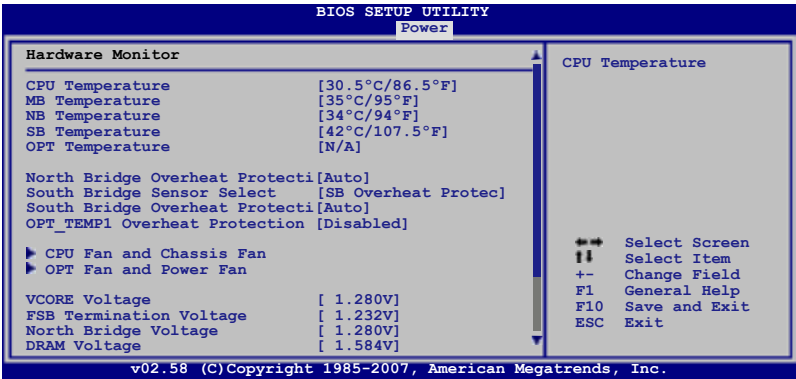 BIOS SETUP UTILITY
Power
Hardware Monitor
CPU Temperature [30.5°C/86.5°F]
MB Temperature [35°C/95°F]
NB Temperature [34°C/94°F]
SB Temperature [42°C/107.5°F]
OPT Temperature [N/A]
North Bridge Overheat Protecti[Auto]
South Bridge Sensor Select [SB Overheat Protec]
South Bridge Overheat Protecti[Auto]
OPT_TEMP1 Overheat Protection [Disabled]
CPU Fan and Chassis Fan
OPT Fan and Power Fan
VCORE Voltage [ 1.280V]
FSB Termination Voltage [ 1.232V]
North Bridge Voltage [ 1.280V]
DRAM Voltage [ 1.584V]
CPU Temperature
Select Screen
Select Item
+- Change Field
F1 General Help
F10 Save and Exit
ESC Exit
v02.58 (C)Copyright 1985-2007, American Megatrends, Inc.